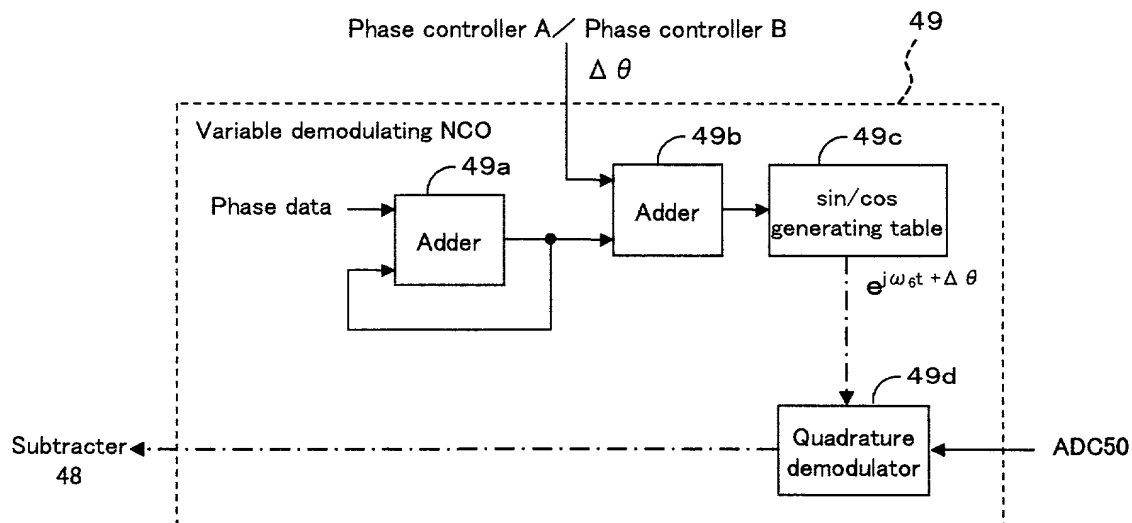 49
Phase controller A／ Phase controller B
Δ θ
Variable demodulating NCO
49a
49b
49c
Phase data
Adder
Adder
sin/cos
generating table
e^{jω₆t + Δ θ}
49d
Subtracter
48
Quadrature
demodulator
ADC50